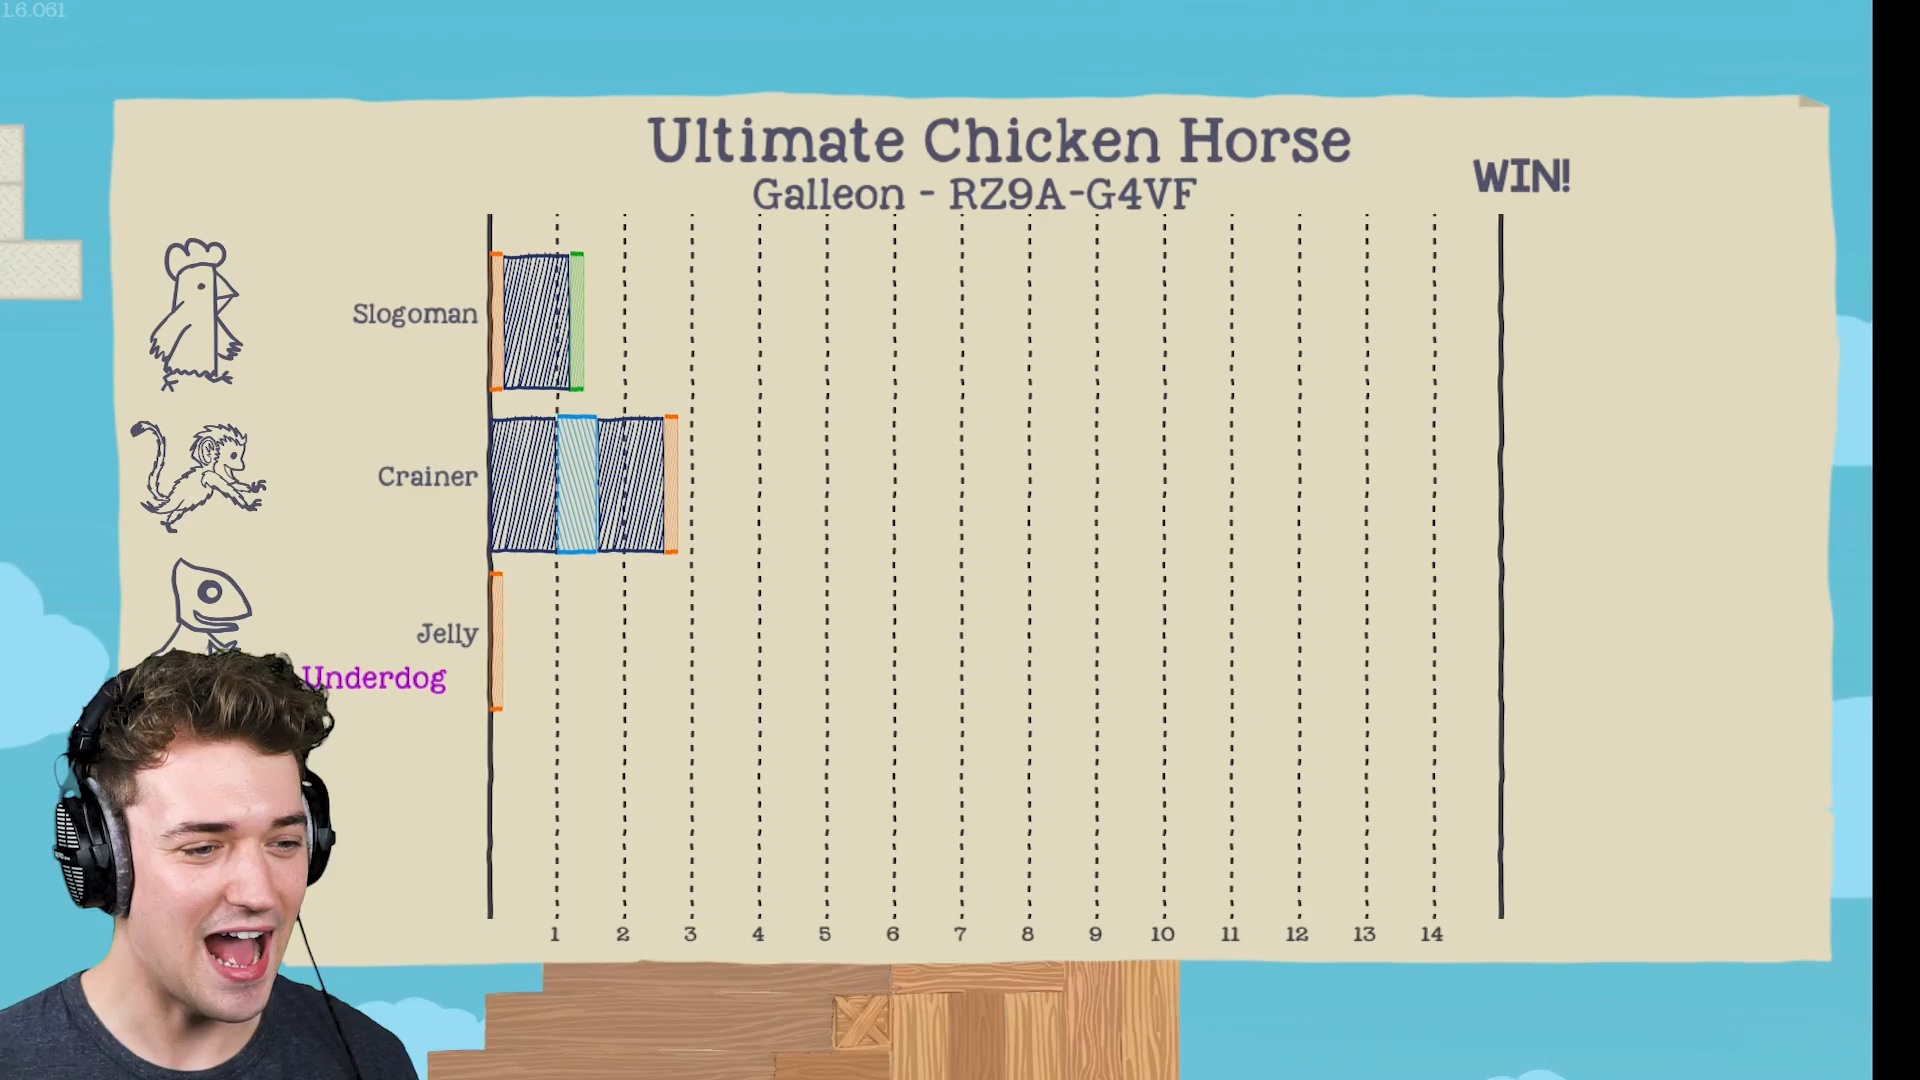 1.6.061
Ultimate Chicken Horse
Galleon - RZ9A-G4VF
WIN!
Slogoman
Crainer
Jelly
Underdog
1 2 3 4 5 6 7 8 9 10 11 12 13 14